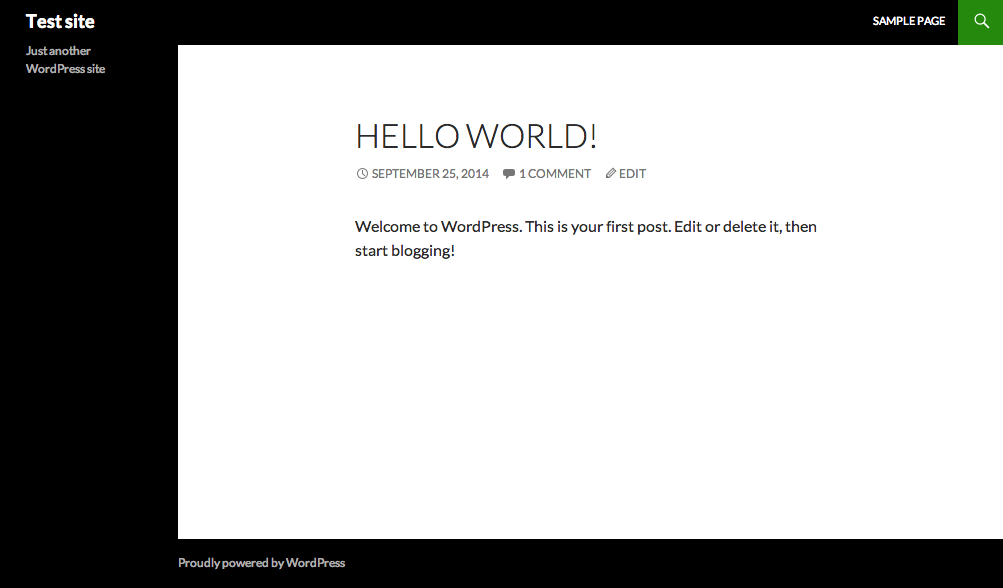 Test site
SAMPLE PAGE
Just another
WordPress site
HELLO WORLD!
SEPTEMBER 25, 2014 1 COMMENT EDIT
Welcome to WordPress. This is your first post. Edit or delete it, then
start blogging!
Proudly powered by WordPress